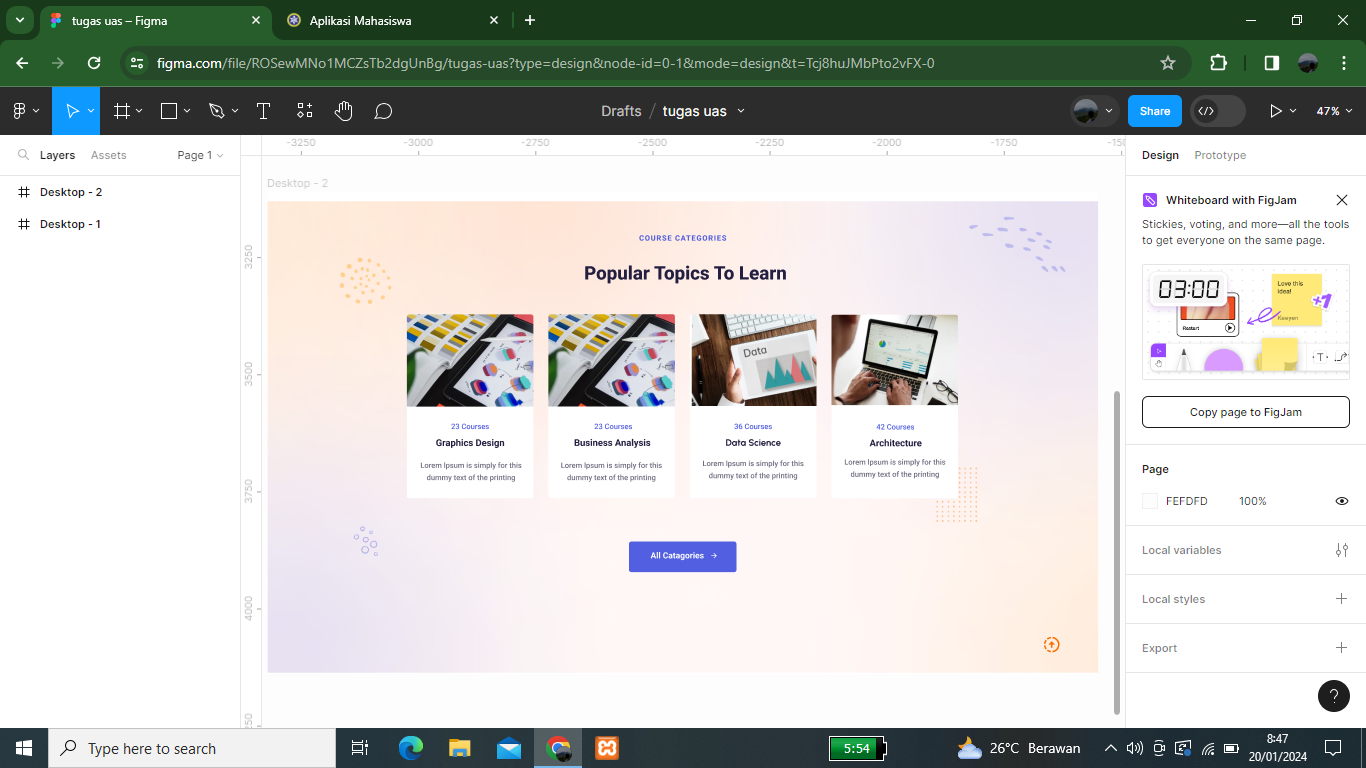 tugas uas – Figma
Aplikasi Mahasiswa
figma.com/file/ROSewMNo1MCZsTb2dgUnBg/tugas-uas?type=design&node-id=0-1&mode=design&t=Tcj8huJMbPto2vFX-0
Drafts / tugas uas
Share
47%
Layers
Assets
Page 1
Desktop - 2
Desktop - 1
-3250 -3000 -2750 -2500 -2250 -2000 -1750
3250
3500
3750
4000
Desktop - 2
COURSE CATEGORIES
Popular Topics To Learn
Data
23 Courses
Graphics Design
Lorem Ipsum is simply for this
dummy text of the printing
23 Courses
Business Analysis
Lorem Ipsum is simply for this
dummy text of the printing
36 Courses
Data Science
Lorem Ipsum is simply for this
dummy text of the printing
42 Courses
Architecture
Lorem Ipsum is simply for this
dummy text of the printing
All Catagories →
Design
Prototype
Whiteboard with FigJam
Stickies, voting, and more—all the tools
to get everyone on the same page.
03:00
Restart
Love this
idea!
+1
Copy page to FigJam
Page
FEFDFD 100%
Local variables
Local styles
Export
?
Type here to search
5:54
26°C Berawan
8:47
20/01/2024